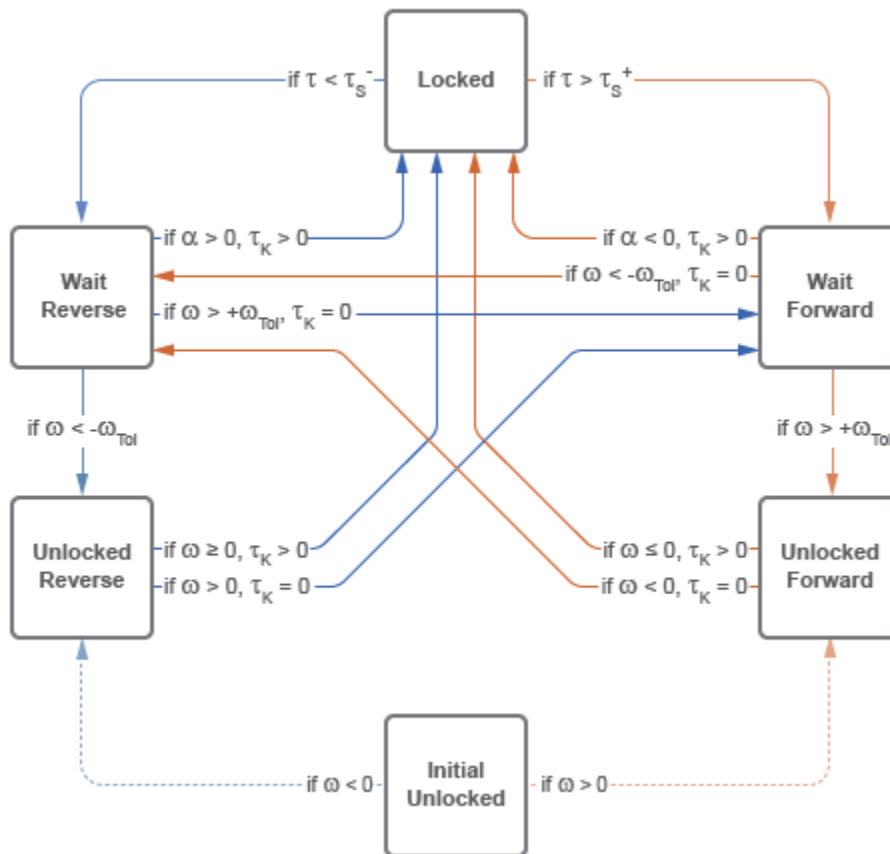 if τ < τS-
Locked
if τ > τS+
if α > 0, τK > 0
if α < 0, τK > 0
Wait
Reverse
if ω < -ωTol, τK = 0
Wait
Forward
if ω > +ωTol, τK = 0
if ω < -ωTol
if ω > +ωTol
Unlocked
Reverse
if ω ≥ 0, τK > 0
if ω > 0, τK = 0
if ω ≤ 0, τK > 0
if ω < 0, τK = 0
Unlocked
Forward
if ω < 0
Initial
Unlocked
if ω > 0